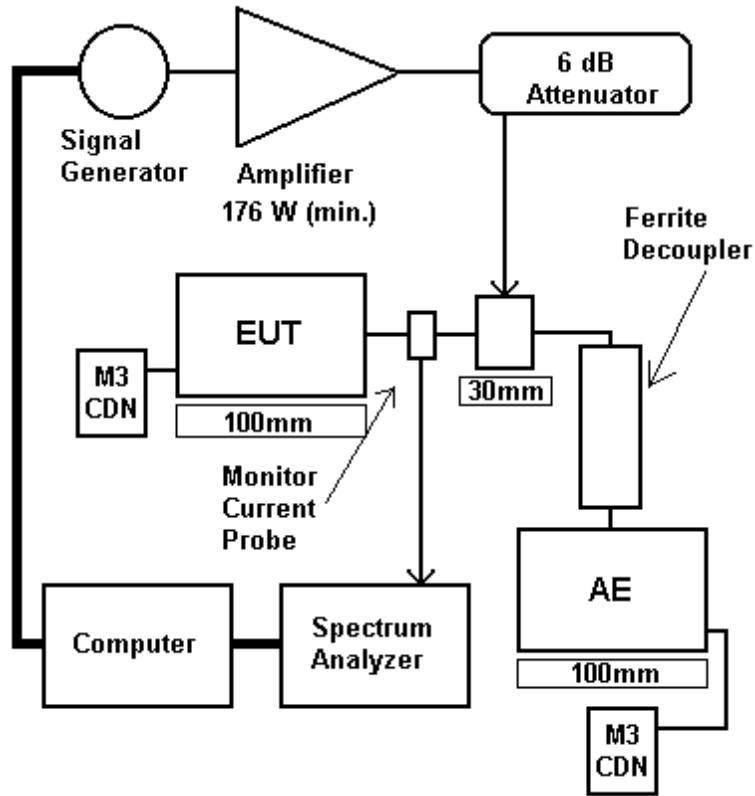 6 dB
Attenuator
Signal
Generator
Amplifier
176 W (min.)
Ferrite
Decoupler
EUT
M3
CDN
30mm
100mm
Monitor
Current
Probe
AE
Computer
Spectrum
Analyzer
100mm
M3
CDN